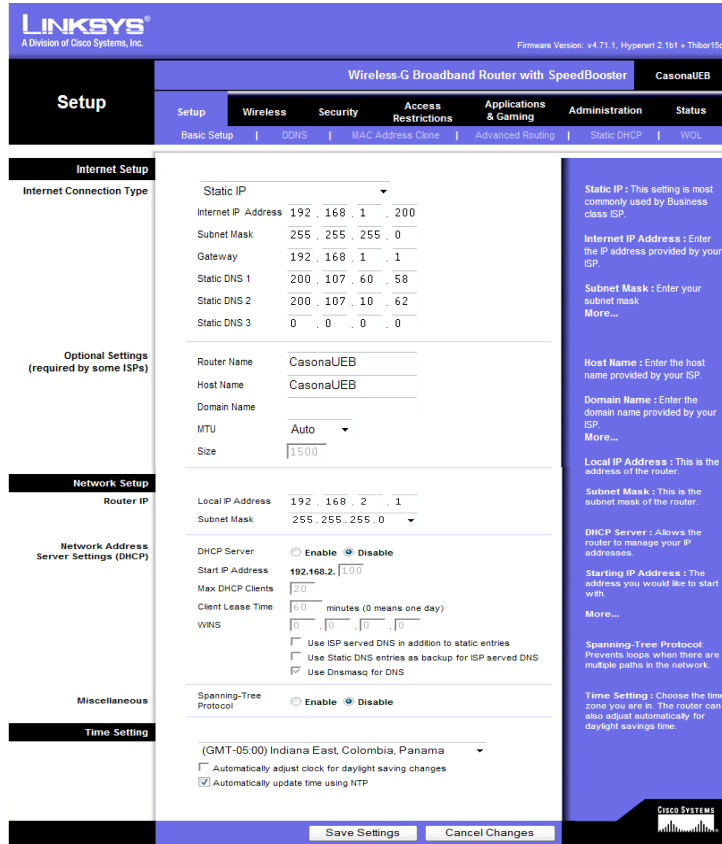 LINKSYS®
A Division of Cisco Systems, Inc.
Firmware Version: v4.71.1, Hyperwrt 2.1b1 + Thibor15c
Wireless-G Broadband Router with SpeedBooster CasonaUEB
Setup
Setup Wireless Security Access Restrictions Applications & Gaming Administration Status
Basic Setup | DDNS | MAC Address Clone | Advanced Routing | Static DHCP | WOL
Internet Setup
Internet Connection Type
Static IP
Internet IP Address 192 . 168 . 1 . 200
Subnet Mask 255 . 255 . 255 . 0
Gateway 192 . 168 . 1 . 1
Static DNS 1 200 . 107 . 60 . 58
Static DNS 2 200 . 107 . 10 . 62
Static DNS 3 0 . 0 . 0 . 0
Static IP : This setting is most
commonly used by Business
class ISP.
Internet IP Address : Enter
the IP address provided by your
ISP.
Subnet Mask : Enter your
subnet mask
More...
Optional Settings
(required by some ISPs)
Router Name CasonaUEB
Host Name CasonaUEB
Domain Name
MTU Auto
Size 1500
Host Name : Enter the host
name provided by your ISP.
Domain Name : Enter the
domain name provided by your
ISP.
More...
Network Setup
Router IP
Local IP Address 192 . 168 . 2 . 1
Subnet Mask 255.255.255.0
Local IP Address : This is the
address of the router.
Subnet Mask : This is the
subnet mask of the router.
Network Address
Server Settings (DHCP)
DHCP Server Enable Disable
Start IP Address 192.168.2. 100
Max DHCP Clients 20
Client Lease Time 60 minutes (0 means one day)
WINS 0 . 0 . 0 . 0
Use ISP served DNS in addition to static entries
Use Static DNS entries as backup for ISP served DNS
Use Dnsmasq for DNS
DHCP Server : Allows the
router to manage your IP
addresses.
Starting IP Address : The
address you would like to start
with.
More...
Miscellaneous
Spanning-Tree
Protocol Enable Disable
Spanning-Tree Protocol:
Prevents loops when there are
multiple paths in the network.
Time Setting
(GMT-05:00) Indiana East, Colombia, Panama
Automatically adjust clock for daylight saving changes
Automatically update time using NTP
Time Setting : Choose the time
zone you are in. The router can
also adjust automatically for
daylight savings time.
Save Settings Cancel Changes
CISCO SYSTEMS